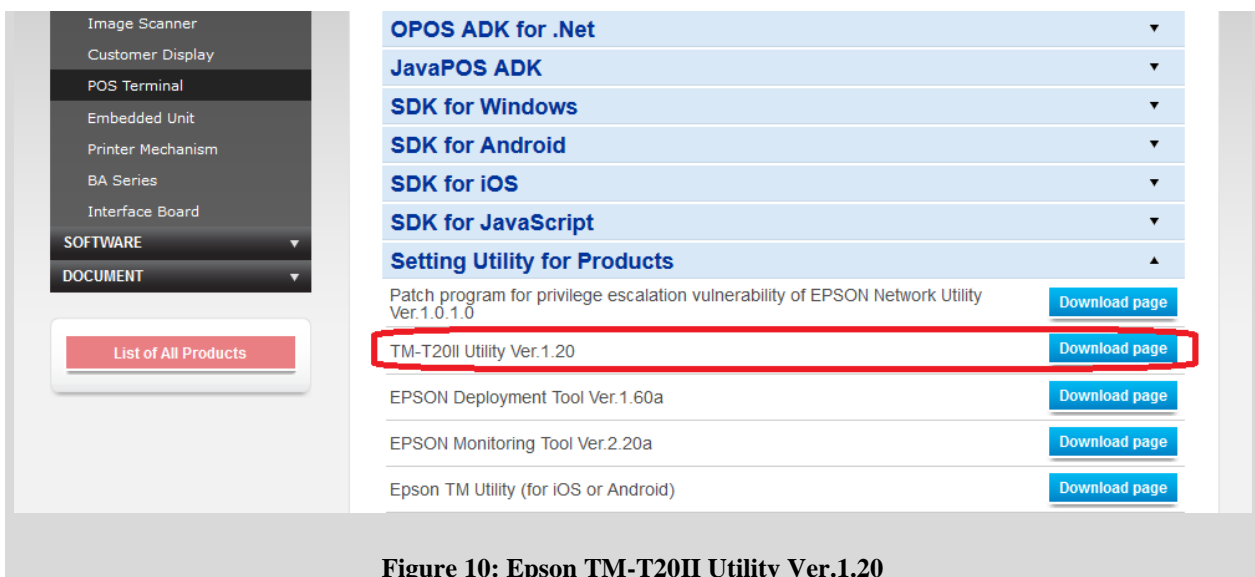 Image Scanner
Customer Display
POS Terminal
Embedded Unit
Printer Mechanism
BA Series
Interface Board
SOFTWARE
DOCUMENT
List of All Products
OPOS ADK for .Net
JavaPOS ADK
SDK for Windows
SDK for Android
SDK for iOS
SDK for JavaScript
Setting Utility for Products
Patch program for privilege escalation vulnerability of EPSON Network Utility
Ver.1.0.1.0
Download page
TM-T20II Utility Ver.1.20
Download page
EPSON Deployment Tool Ver.1.60a
Download page
EPSON Monitoring Tool Ver.2.20a
Download page
Epson TM Utility (for iOS or Android)
Download page
Figure 10: Epson TM-T20II Utility Ver.1.20